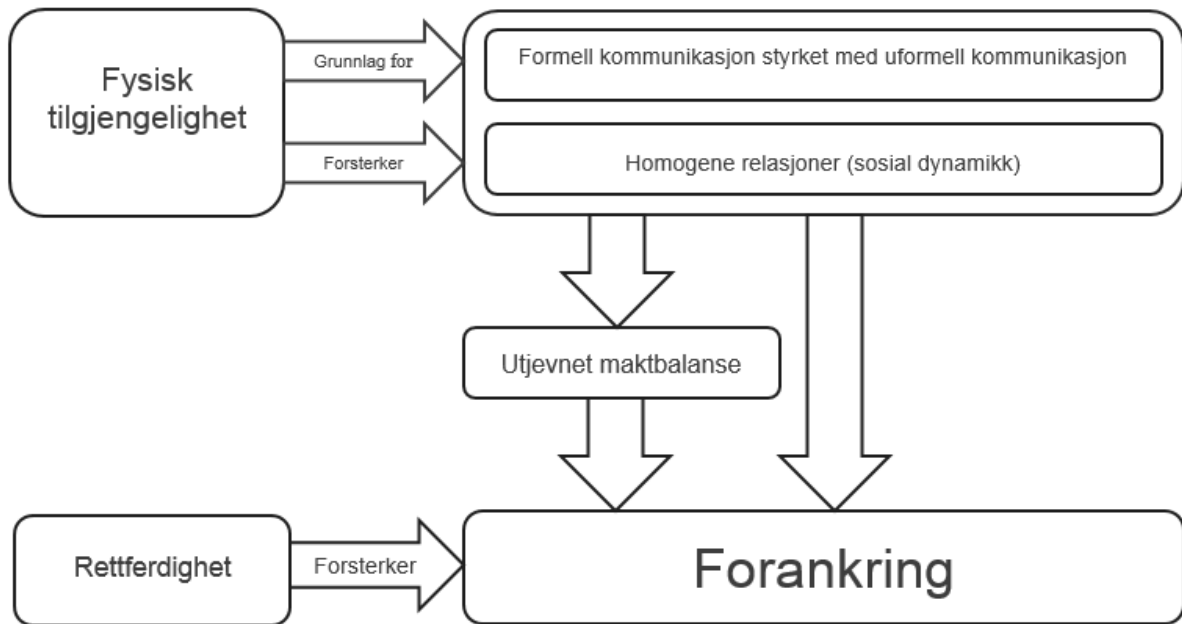 Fysisk
tilgjengelighet
Grunnlag for
Forsterker
Formell kommunikasjon styrket med uformell kommunikasjon
Homogene relasjoner (sosial dynamikk)
Utjevnet maktbalanse
Rettferdighet
Forsterker
Forankring